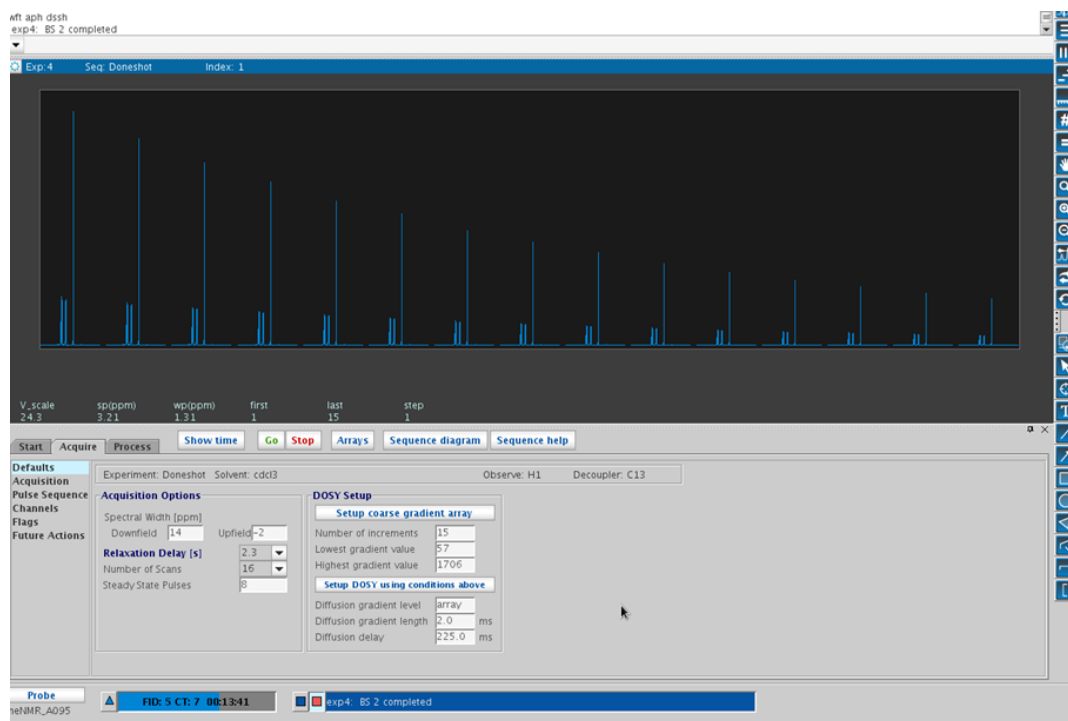 wft aph dssh
exp4: BS 2 completed
Exp:4 Seq: Doneshot Index: 1
V_scale sp(ppm) wp(ppm) first last step
24.3 3.21 1.31 1 15 1
Start Acquire Process Show time Go Stop Arrays Sequence diagram Sequence help
Defaults
Acquisition
Pulse Sequence
Channels
Flags
Future Actions
Experiment: Doneshot Solvent: cdcl3 Observe: H1 Decoupler: C13
Acquisition Options
Spectral Width [ppm]
Downfield 14 Upfield -2
Relaxation Delay [s] 2.3
Number of Scans 16
Steady State Pulses 8
DOSY Setup
Setup coarse gradient array
Number of increments 15
Lowest gradient value 57
Highest gradient value 1706
Setup DOSY using conditions above
Diffusion gradient level array
Diffusion gradient length 2.0 ms
Diffusion delay 225.0 ms
Probe
FID: 5 CT: 7 00:13:41 exp4: BS 2 completed